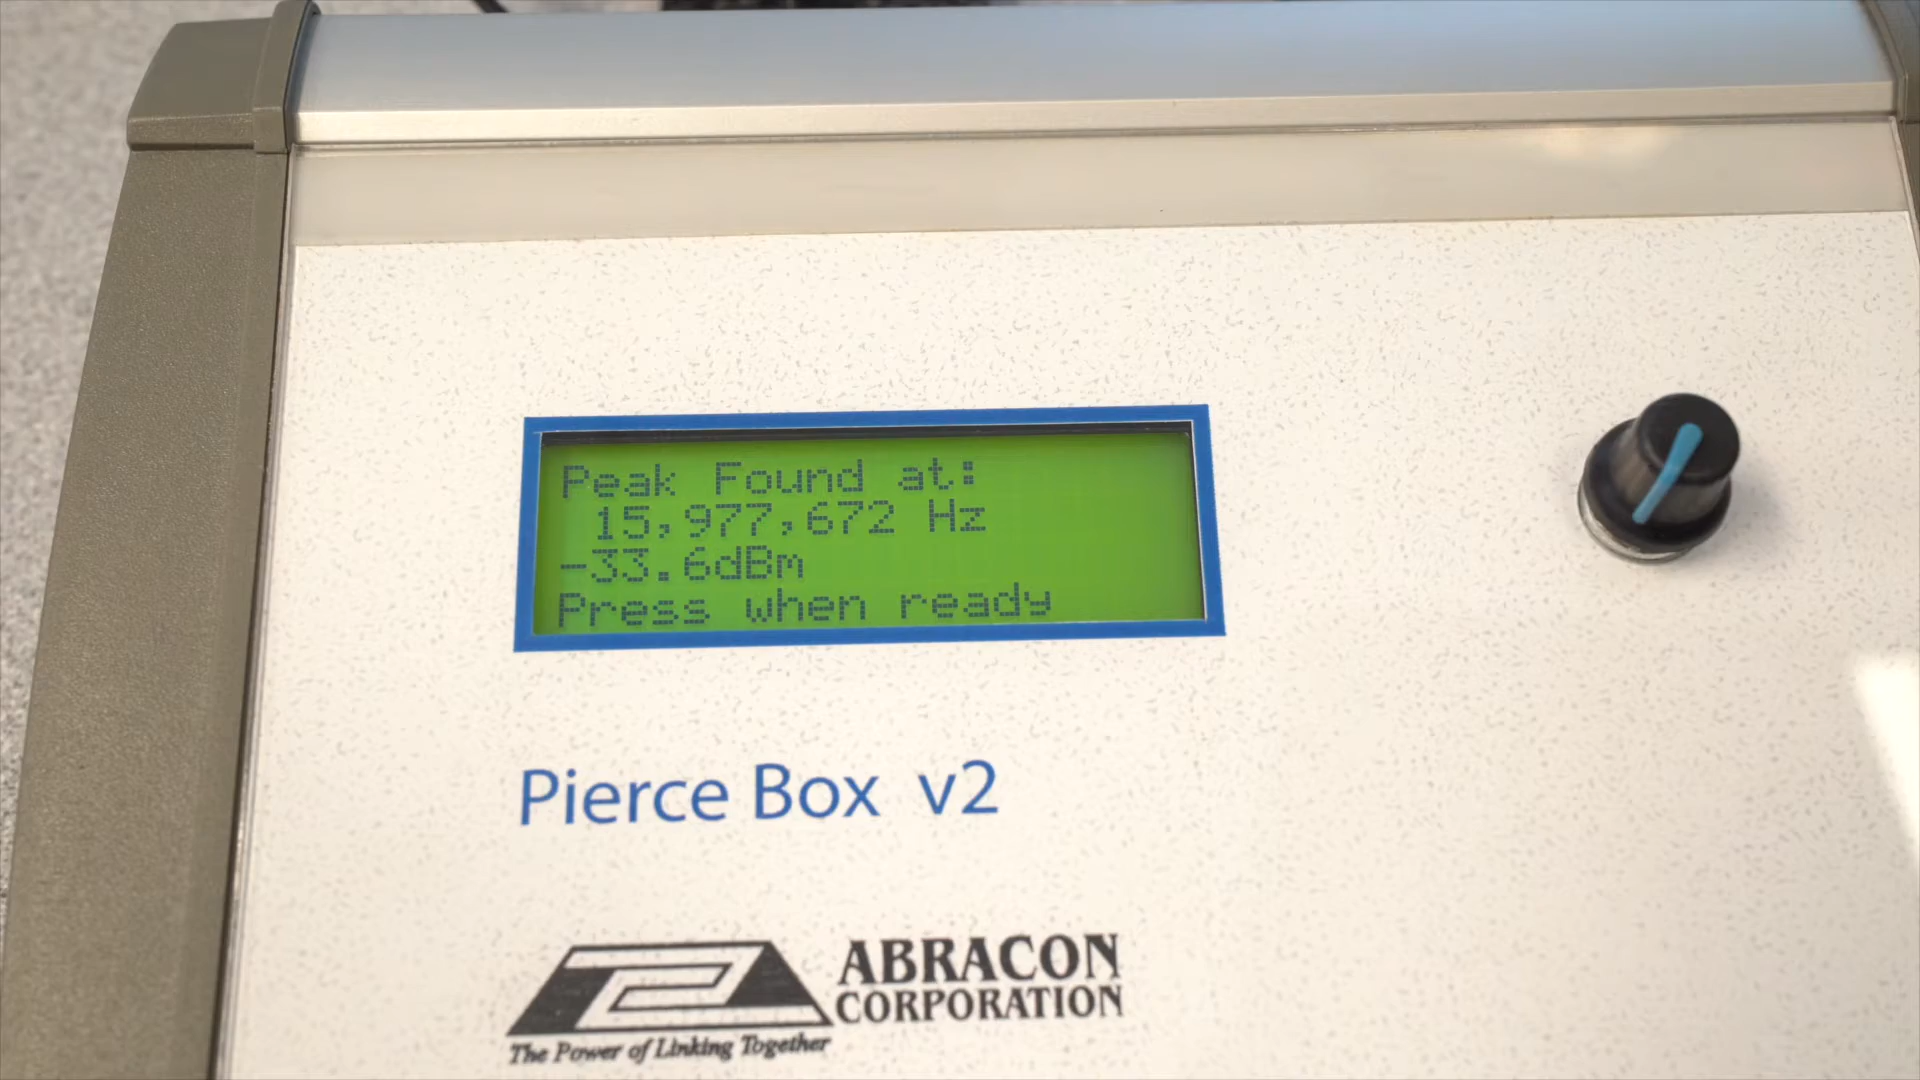 Peak Found at:
15,977,672 Hz
-33.6dBm
Press when ready
Pierce Box v2
ABRACON
CORPORATION
The Power of Linking Together